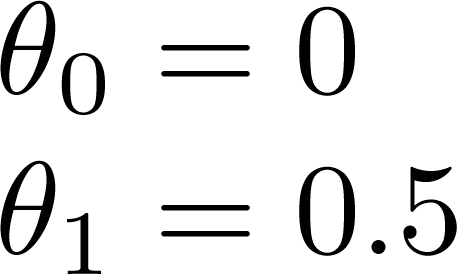 θ₀ = 0
θ₁ = 0.5